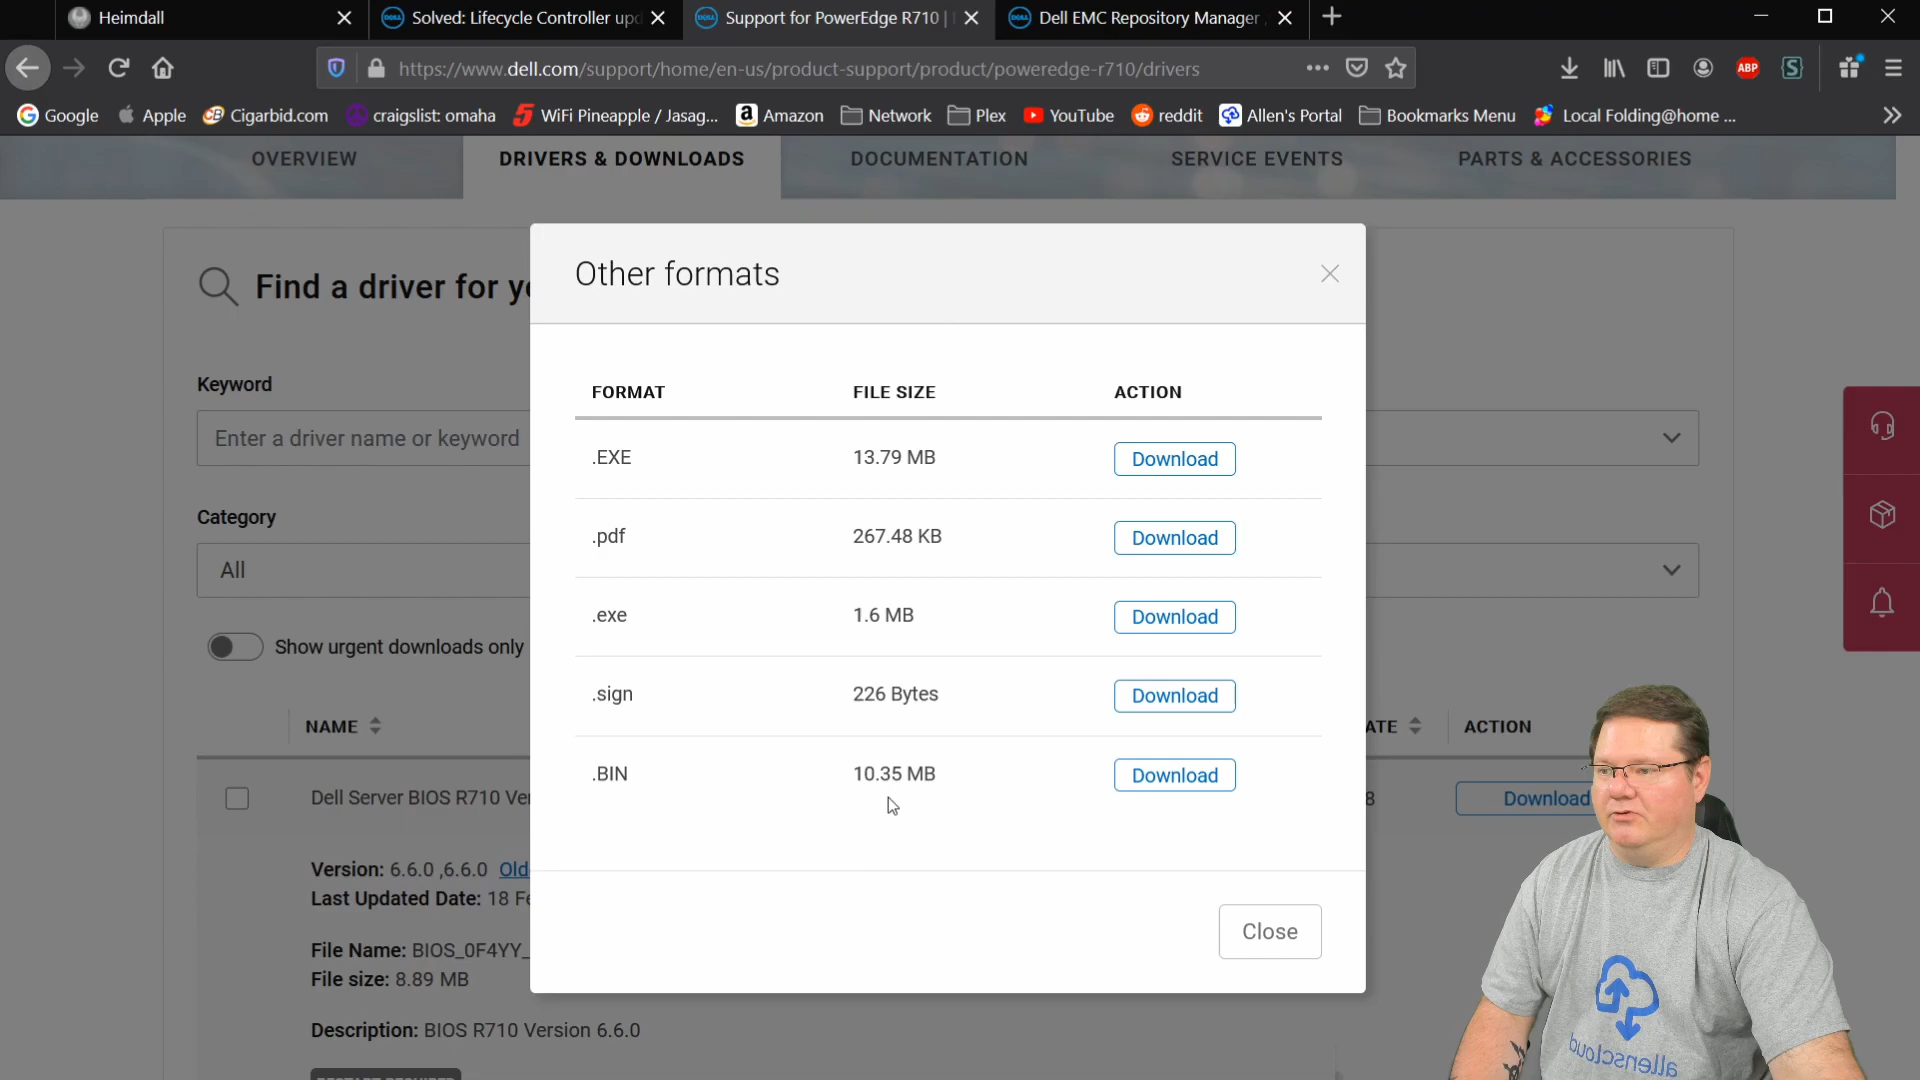 Heimdall
Solved: Lifecycle Controller upd
Support for PowerEdge R710 |
Dell EMC Repository Manager
https://www.dell.com/support/home/en-us/product-support/product/poweredge-r710/drivers
ABP
Google
Apple
Cigarbid.com
craigslist: omaha
WiFi Pineapple / Jasag...
Amazon
Network
Plex
YouTube
reddit
Allen's Portal
Bookmarks Menu
Local Folding@home ...
OVERVIEW
DRIVERS & DOWNLOADS
DOCUMENTATION
SERVICE EVENTS
PARTS & ACCESSORIES
Find a driver for yo
Other formats
Keyword
Enter a driver name or keyword
Category
All
Show urgent downloads only
FORMAT FILE SIZE ACTION
.EXE 13.79 MB Download
.pdf 267.48 KB Download
.exe 1.6 MB Download
.sign 226 Bytes Download
.BIN 10.35 MB Download
Close
NAME ATE ACTION
Dell Server BIOS R710 Ver 8 Download
Version: 6.6.0 ,6.6.0 Old
Last Updated Date: 18 Fe
File Name: BIOS_0F4YY_
File size: 8.89 MB
Description: BIOS R710 Version 6.6.0
allenscloud